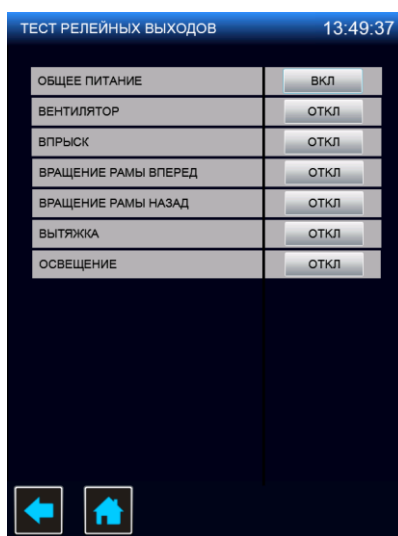 ТЕСТ РЕЛЕЙНЫХ ВЫХОДОВ 13:49:37
ОБЩЕЕ ПИТАНИЕ ВКЛ
ВЕНТИЛЯТОР ОТКЛ
ВПРЫСК ОТКЛ
ВРАЩЕНИЕ РАМЫ ВПЕРЕД ОТКЛ
ВРАЩЕНИЕ РАМЫ НАЗАД ОТКЛ
ВЫТЯЖКА ОТКЛ
ОСВЕЩЕНИЕ ОТКЛ